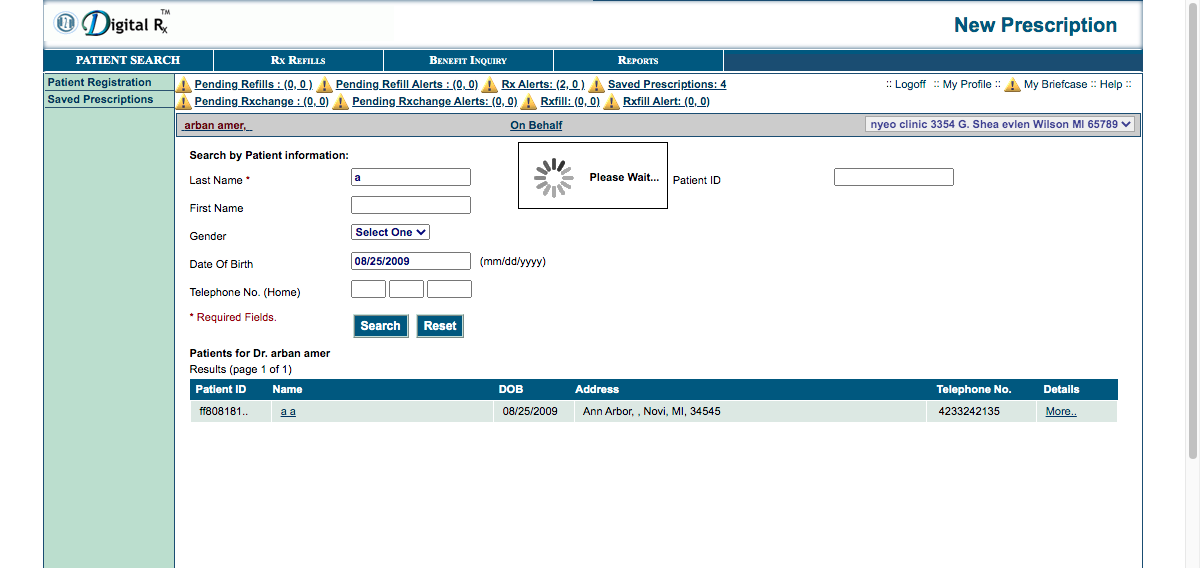 Digital Rx TM
New Prescription
PATIENT SEARCH RX REFILLS BENEFIT INQUIRY REPORTS
Patient Registration
Saved Prescriptions
Pending Refills : (0, 0 ) Pending Refill Alerts : (0, 0) Rx Alerts: (2, 0 ) Saved Prescriptions: 4
:: Logoff :: My Profile :: My Briefcase :: Help ::
Pending Rxchange : (0, 0) Pending Rxchange Alerts: (0, 0) Rxfill: (0, 0) Rxfill Alert: (0, 0)
arban amer, On Behalf nyeo clinic 3354 G. Shea evlen Wilson MI 65789
Search by Patient information:
Last Name * a Please Wait... Patient ID
First Name
Gender Select One
Date Of Birth 08/25/2009 (mm/dd/yyyy)
Telephone No. (Home)
* Required Fields.
Search Reset
Patients for Dr. arban amer
Results (page 1 of 1)
Patient ID Name DOB Address Telephone No. Details
ff808181.. a a 08/25/2009 Ann Arbor, , Novi, MI, 34545 4233242135 More..